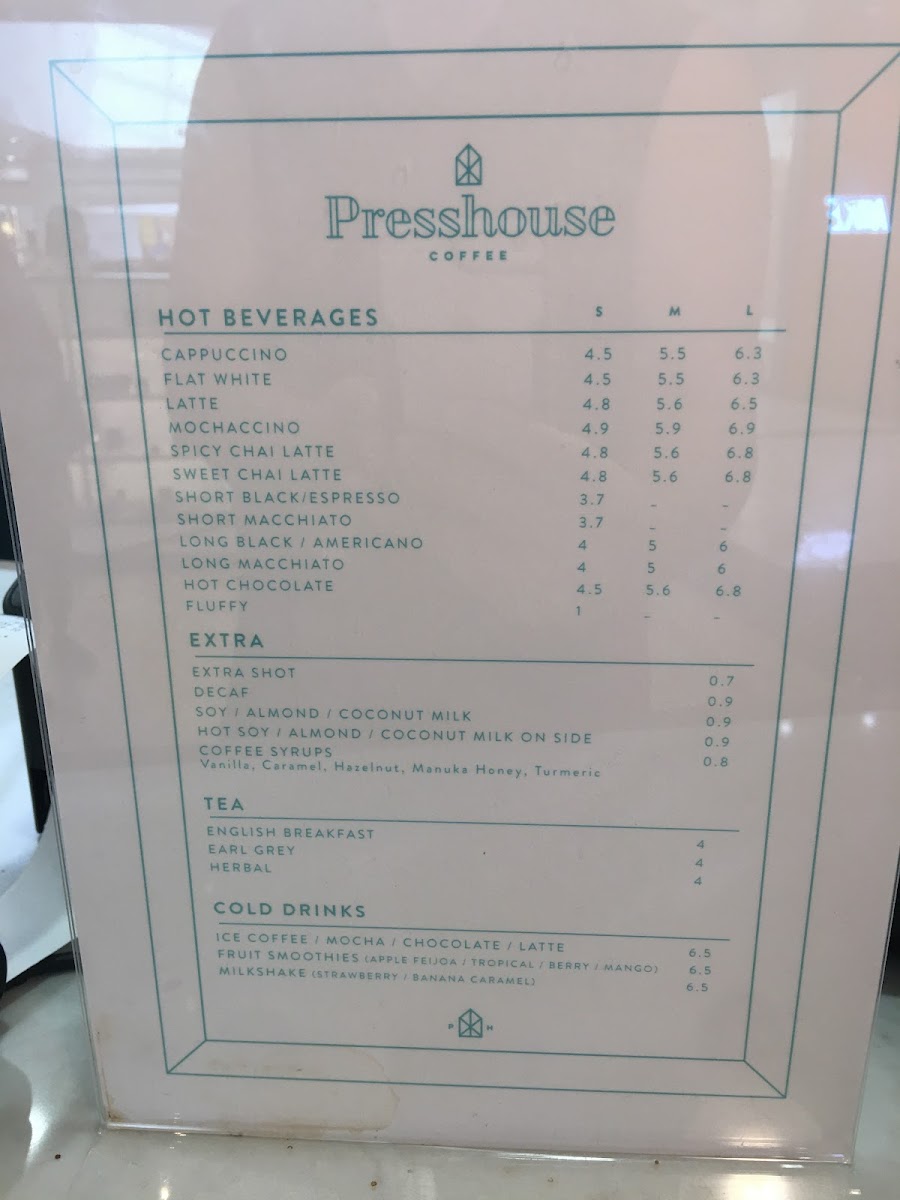 Presshouse
COFFEE
HOT BEVERAGES S M L
CAPPUCCINO 4.5 5.5 6.3
FLAT WHITE 4.5 5.5 6.3
LATTE 4.8 5.6 6.5
MOCHACCINO 4.9 5.9 6.9
SPICY CHAI LATTE 4.8 5.6 6.8
SWEET CHAI LATTE 4.8 5.6 6.8
SHORT BLACK/ESPRESSO 3.7 – –
SHORT MACCHIATO 3.7 – –
LONG BLACK / AMERICANO 4 5 6
LONG MACCHIATO 4 5 6
HOT CHOCOLATE 4.5 5.6 6.8
FLUFFY 1 – –
EXTRA
EXTRA SHOT 0.7
DECAF 0.9
SOY / ALMOND / COCONUT MILK 0.9
HOT SOY / ALMOND / COCONUT MILK ON SIDE 0.9
COFFEE SYRUPS 0.8
Vanilla, Caramel, Hazelnut, Manuka Honey, Turmeric
TEA
ENGLISH BREAKFAST 4
EARL GREY 4
HERBAL 4
COLD DRINKS
ICE COFFEE / MOCHA / CHOCOLATE / LATTE 6.5
FRUIT SMOOTHIES (APPLE FEIJOA / TROPICAL / BERRY / MANGO) 6.5
MILKSHAKE (STRAWBERRY / BANANA CARAMEL) 6.5
P H